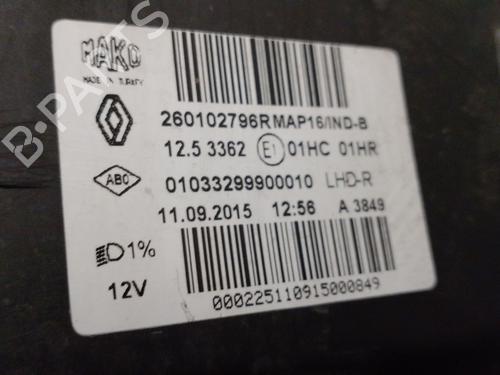 MAKO
MADE IN TURKEY
260102796R MAP16/IND-B
12.5 3362 E1 01HC 01HR
ABO 01033299900010 LHD-R
11.09.2015 12:56 A 3849
1%
12V
000225110915000849
B-PARTS